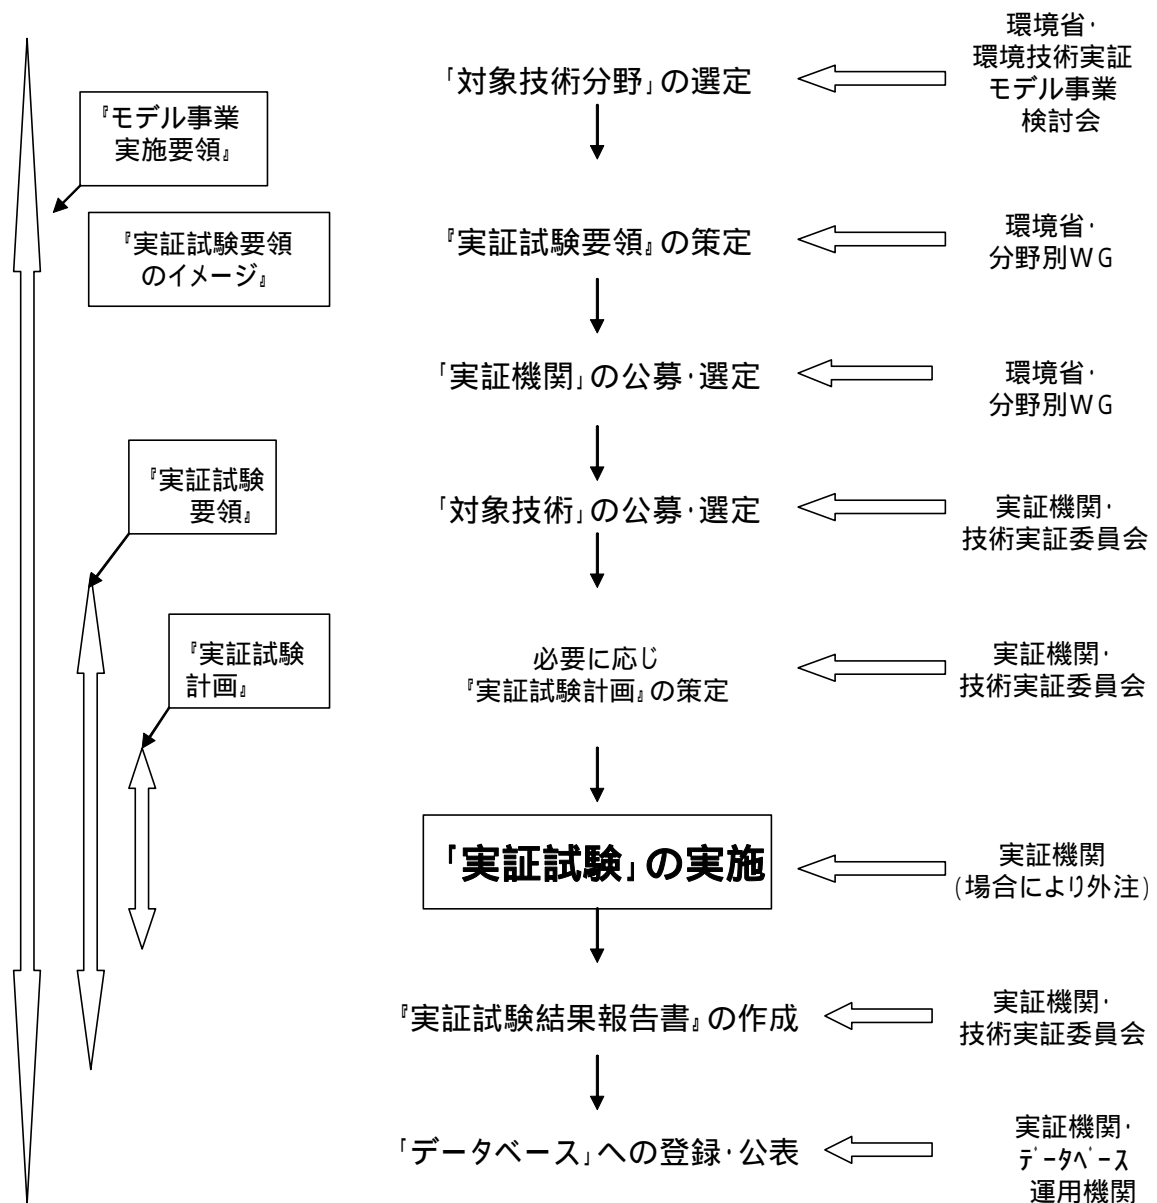 『モデル事業
実施要領』
『実証試験要領
のイメージ』
『実証試験
要領』
『実証試験
計画』
「対象技術分野」の選定
環境省・
環境技術実証
モデル事業
検討会
『実証試験要領』の策定
環境省・
分野別WG
「実証機関」の公募・選定
環境省・
分野別WG
「対象技術」の公募・選定
実証機関・
技術実証委員会
必要に応じ
『実証試験計画』の策定
実証機関・
技術実証委員会
「実証試験」の実施
実証機関
(場合により外注)
『実証試験結果報告書』の作成
実証機関・
技術実証委員会
「データベース」への登録・公表
実証機関・
データベース
運用機関